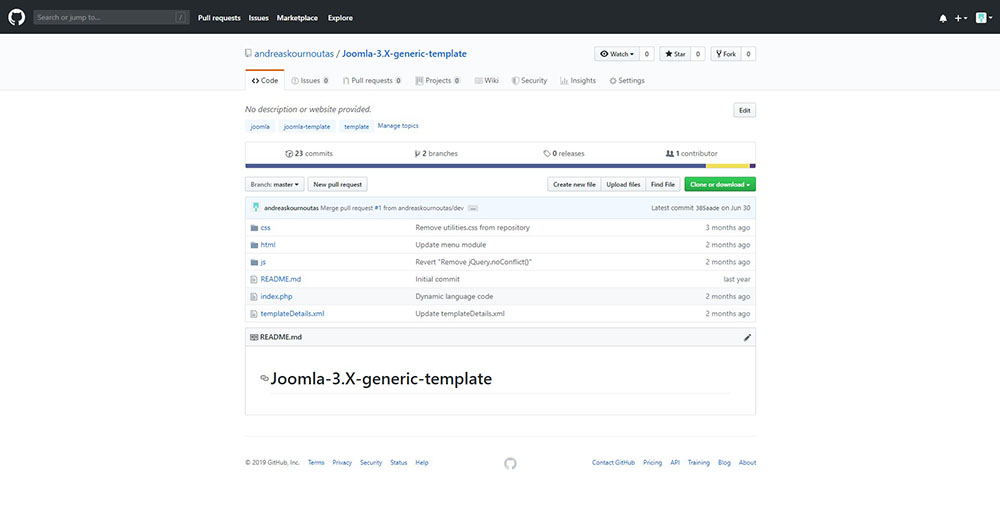 Search or jump to... / Pull requests Issues Marketplace Explore
andreaskournoutas / Joomla-3.X-generic-template Watch 0 Star 0 Fork 0
Code Issues 0 Pull requests 0 Projects 0 Wiki Security Insights Settings
No description or website provided. Edit
joomla joomla-template template Manage topics
23 commits 2 branches 0 releases 1 contributor
Branch: master New pull request Create new file Upload files Find File Clone or download
andreaskournoutas Merge pull request #1 from andreaskournoutas/dev ... Latest commit 385aade on Jun 30
css Remove utilities.css from repository 3 months ago
html Update menu module 2 months ago
js Revert "Remove jQuery.noConflict()" 2 months ago
README.md Initial commit last year
index.php Dynamic language code 2 months ago
templateDetails.xml Update templateDetails.xml 2 months ago
README.md
Joomla-3.X-generic-template
© 2019 GitHub, Inc. Terms Privacy Security Status Help Contact GitHub Pricing API Training Blog About